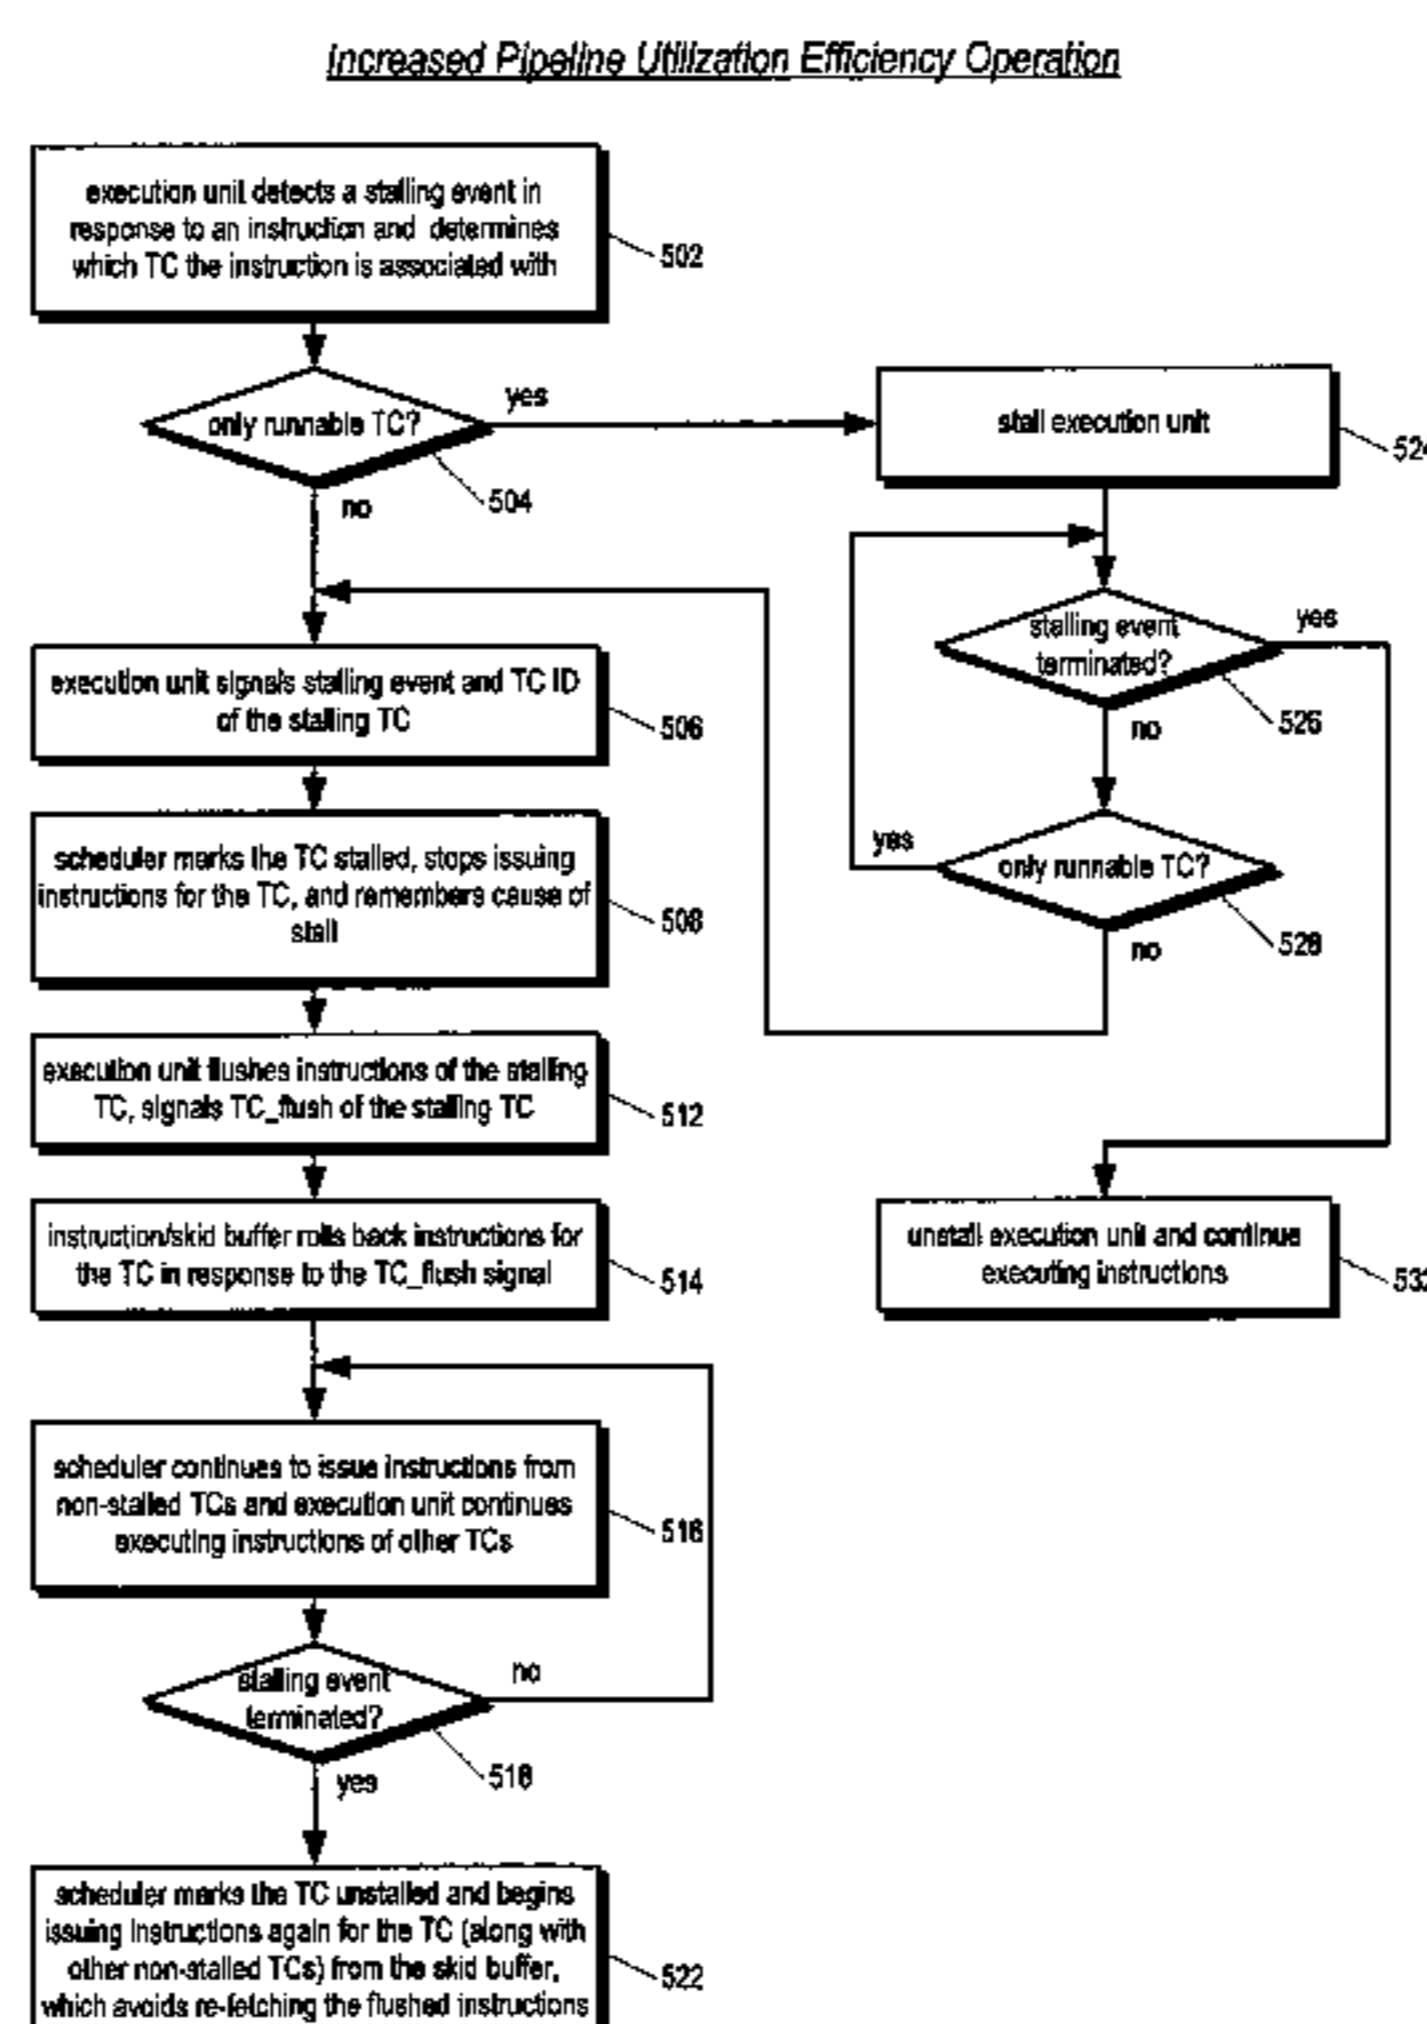 Increased Pipeline Utilization Efficiency Operation
execution unit detects a stalling event in
response to an instruction and determines
which TC the instruction is associated with
502
only runnable TC?
yes
504
no
stall execution unit
524
stalling event
terminated?
yes
526
no
only runnable TC?
yes
528
no
execution unit signals stalling event and TC ID
of the stalling TC
506
scheduler marks the TC stalled, stops issuing
instructions for the TC, and remembers cause of
stall
508
execution unit flushes instructions of the stalling
TC, signals TC_flush of the stalling TC
512
instruction/skid buffer rolls back instructions for
the TC in response to the TC_flush signal
514
unstall execution unit and continue
executing instructions
532
scheduler continues to issue instructions from
non-stalled TCs and execution unit continues
executing instructions of other TCs
516
stalling event
terminated?
no
518
yes
scheduler marks the TC unstalled and begins
issuing instructions again for the TC (along with
other non-stalled TCs) from the skid buffer,
which avoids re-fetching the flushed instructions
522